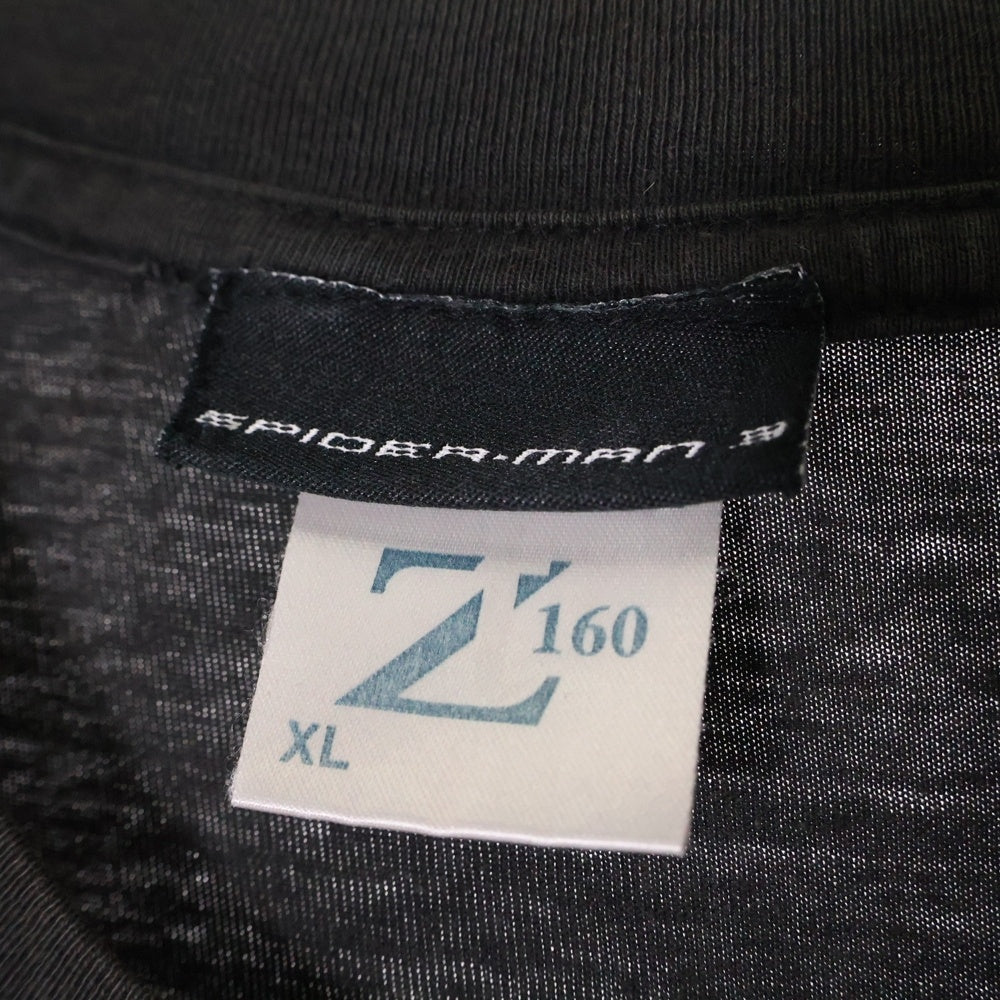 SPIDER-MAN 3
Z'
160
XL